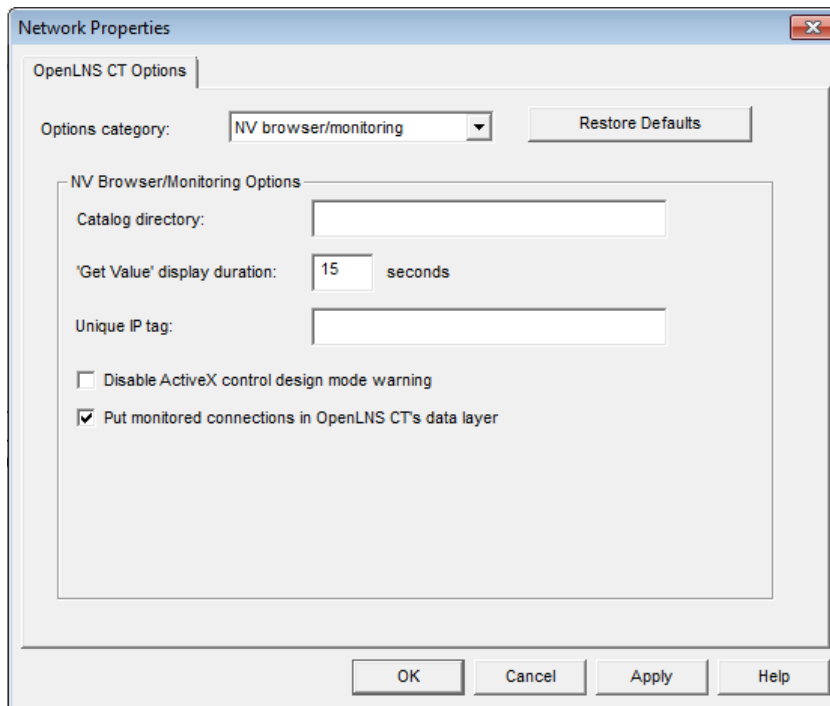 Network Properties
OpenLNS CT Options
Options category: NV browser/monitoring Restore Defaults
NV Browser/Monitoring Options
Catalog directory:
'Get Value' display duration: 15 seconds
Unique IP tag:
Disable ActiveX control design mode warning
Put monitored connections in OpenLNS CT's data layer
OK Cancel Apply Help